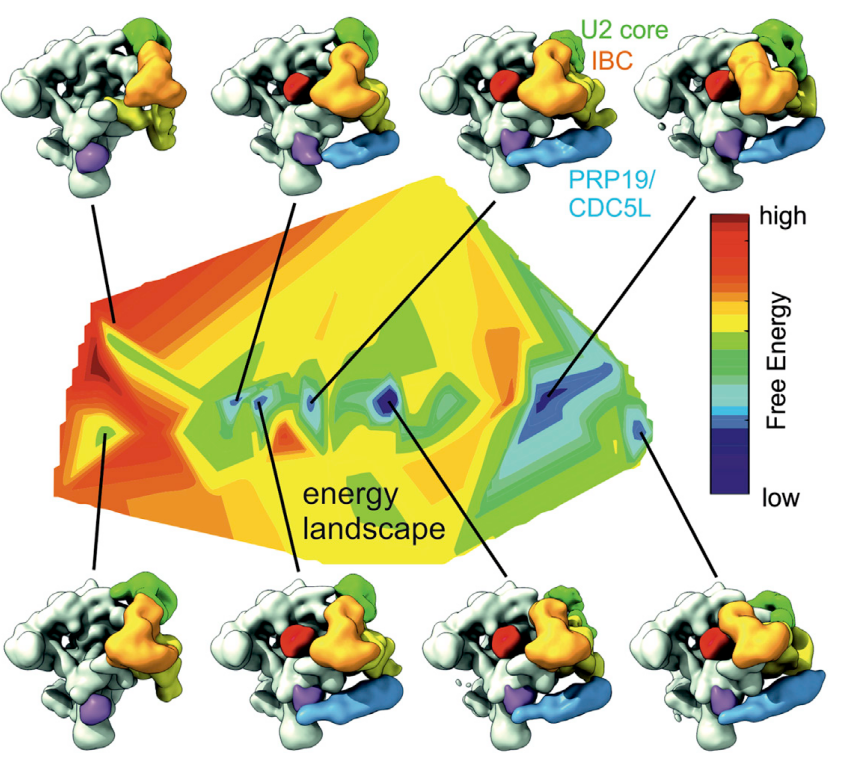 U2 core
IBC
PRP19/
CDC5L
high
Free Energy
low
energy
landscape